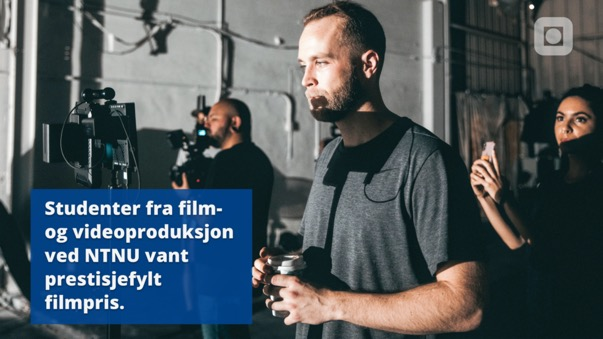 Studenter fra film-
og videoproduksjon
ved NTNU vant
prestisjefylt
filmpris.